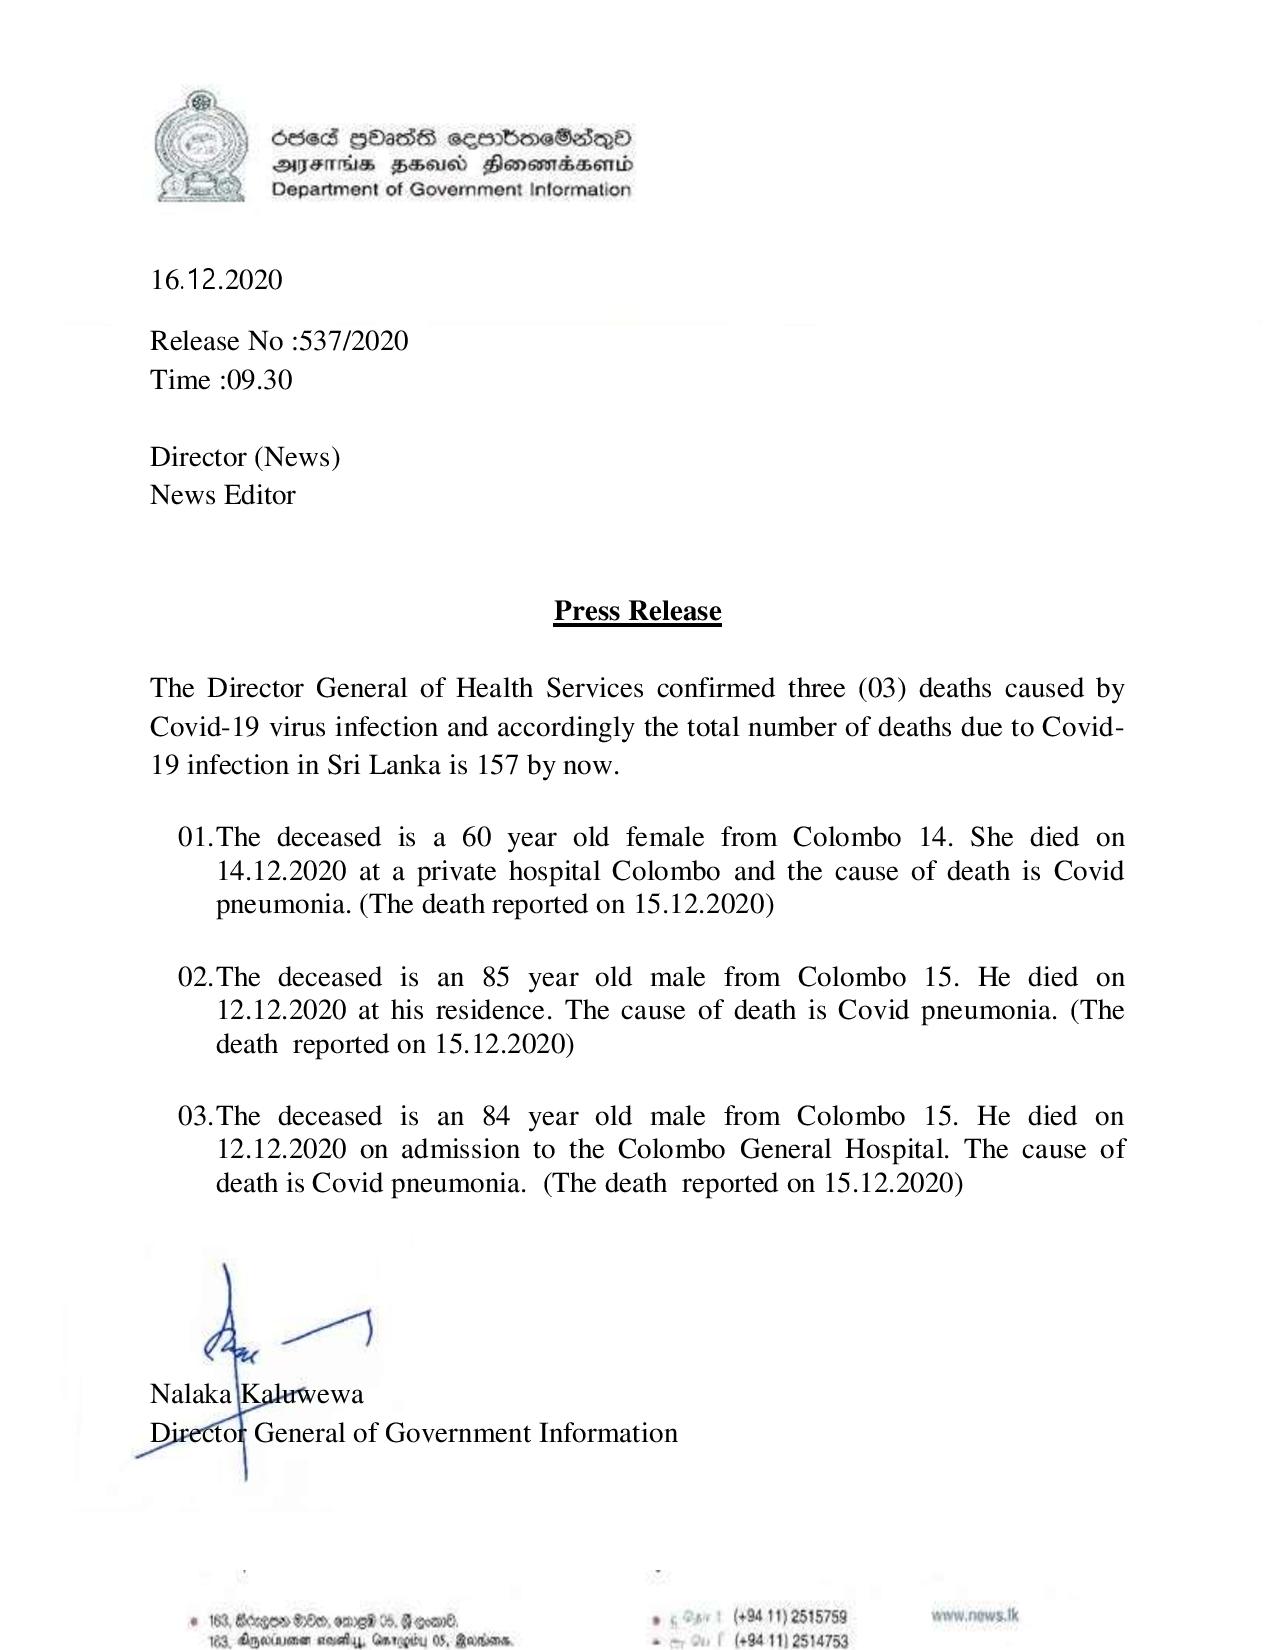 රජයේ ප්‍රවෘත්ති දෙපාර්තමේන්තුව
அரசாங்க தகவல் திணைக்களம்
Department of Government Information
16.12.2020
Release No :537/2020
Time :09.30
Director (News)
News Editor
Press Release
The Director General of Health Services confirmed three (03) deaths caused by
Covid-19 virus infection and accordingly the total number of deaths due to Covid-
19 infection in Sri Lanka is 157 by now.
01.The deceased is a 60 year old female from Colombo 14. She died on
14.12.2020 at a private hospital Colombo and the cause of death is Covid
pneumonia. (The death reported on 15.12.2020)
02.The deceased is an 85 year old male from Colombo 15. He died on
12.12.2020 at his residence. The cause of death is Covid pneumonia. (The
death reported on 15.12.2020)
03.The deceased is an 84 year old male from Colombo 15. He died on
12.12.2020 on admission to the Colombo General Hospital. The cause of
death is Covid pneumonia. (The death reported on 15.12.2020)
Nalaka Kaluwewa
Director General of Government Information
163, කිරුළපන මාවත, කොළඹ 05, ශ්‍රී ලංකාව.
(+94 11) 2515759
www.news.lk
163, கிருலப்பனை எவனியூ, கொழும்பு 05, இலங்கை.
(+94 11) 2514753